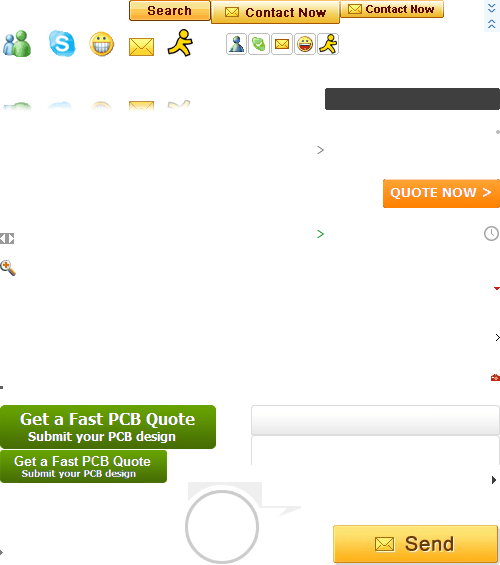 Search
Contact Now
Contact Now
QUOTE NOW >
Get a Fast PCB Quote
Submit your PCB design
Get a Fast PCB Quote
Submit your PCB design
Send